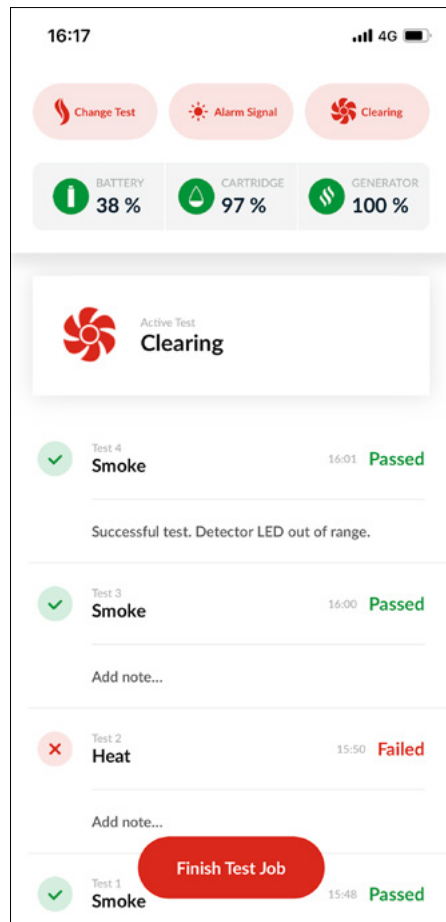 16:17
4G
Change Test
Alarm Signal
Clearing
BATTERY
38 %
CARTRIDGE
97 %
GENERATOR
100 %
Active Test
Clearing
Test 4
Smoke
16:01 Passed
Successful test. Detector LED out of range.
Test 3
Smoke
16:00 Passed
Add note...
Test 2
Heat
15:50 Failed
Add note...
Finish Test Job
Test 1
Smoke
15:48 Passed